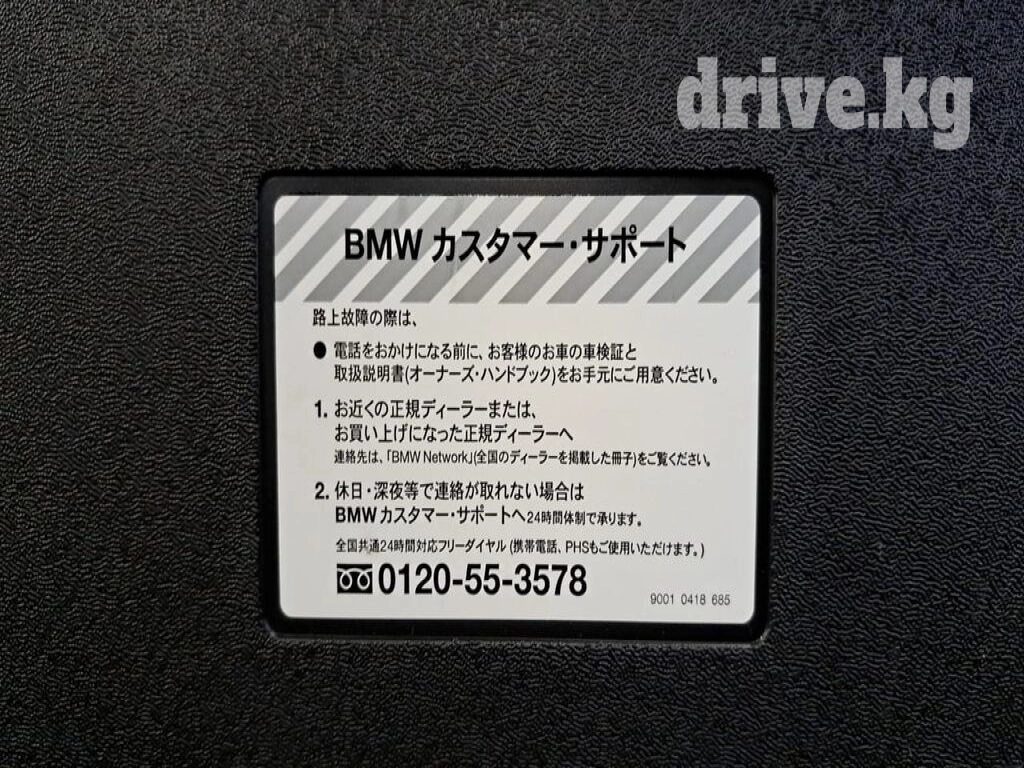 drive.kg
BMW カスタマー・サポート
路上故障の際は、
● 電話をおかけになる前に、お客様のお車の車検証と
取扱説明書(オーナーズ・ハンドブック)をお手元にご用意ください。
1. お近くの正規ディーラーまたは、
お買い上げになった正規ディーラーへ
連絡先は、「BMW Network」(全国のディーラーを掲載した冊子)をご覧ください。
2. 休日・深夜等で連絡が取れない場合は
BMW カスタマー・サポートへ24時間体制で承ります。
全国共通24時間対応フリーダイヤル (携帯電話、PHSもご使用いただけます。)
0120-55-3578
9001 0418 685